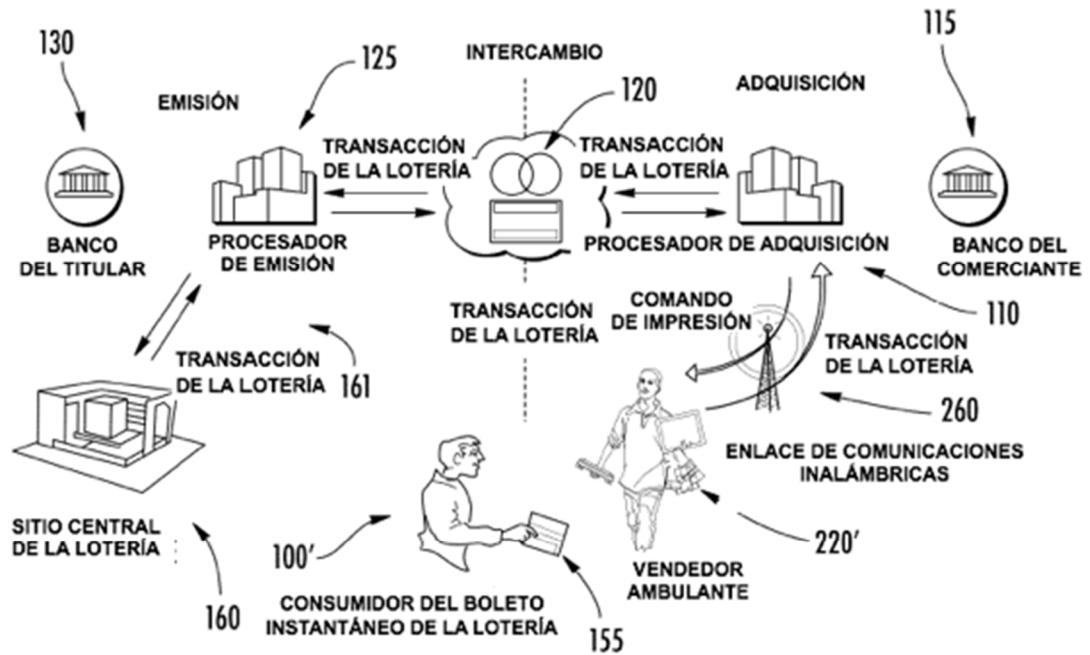 130
125
INTERCAMBIO
115
EMISIÓN
120
ADQUISICIÓN
TRANSACCIÓN
DE LA LOTERÍA
TRANSACCIÓN
DE LA LOTERÍA
BANCO
DEL TITULAR
PROCESADOR
DE EMISIÓN
PROCESADOR DE ADQUISICIÓN
BANCO DEL
COMERCIANTE
TRANSACCIÓN
DE LA LOTERÍA
COMANDO
DE IMPRESIÓN
110
TRANSACCIÓN
DE LA LOTERÍA
161
TRANSACCIÓN
DE LA LOTERÍA
260
ENLACE DE COMUNICACIONES
INALÁMBRICAS
SITIO CENTRAL
DE LA LOTERÍA
160
100'
CONSUMIDOR DEL BOLETO
INSTANTÁNEO DE LA LOTERÍA
155
VENDEDOR
AMBULANTE
220'